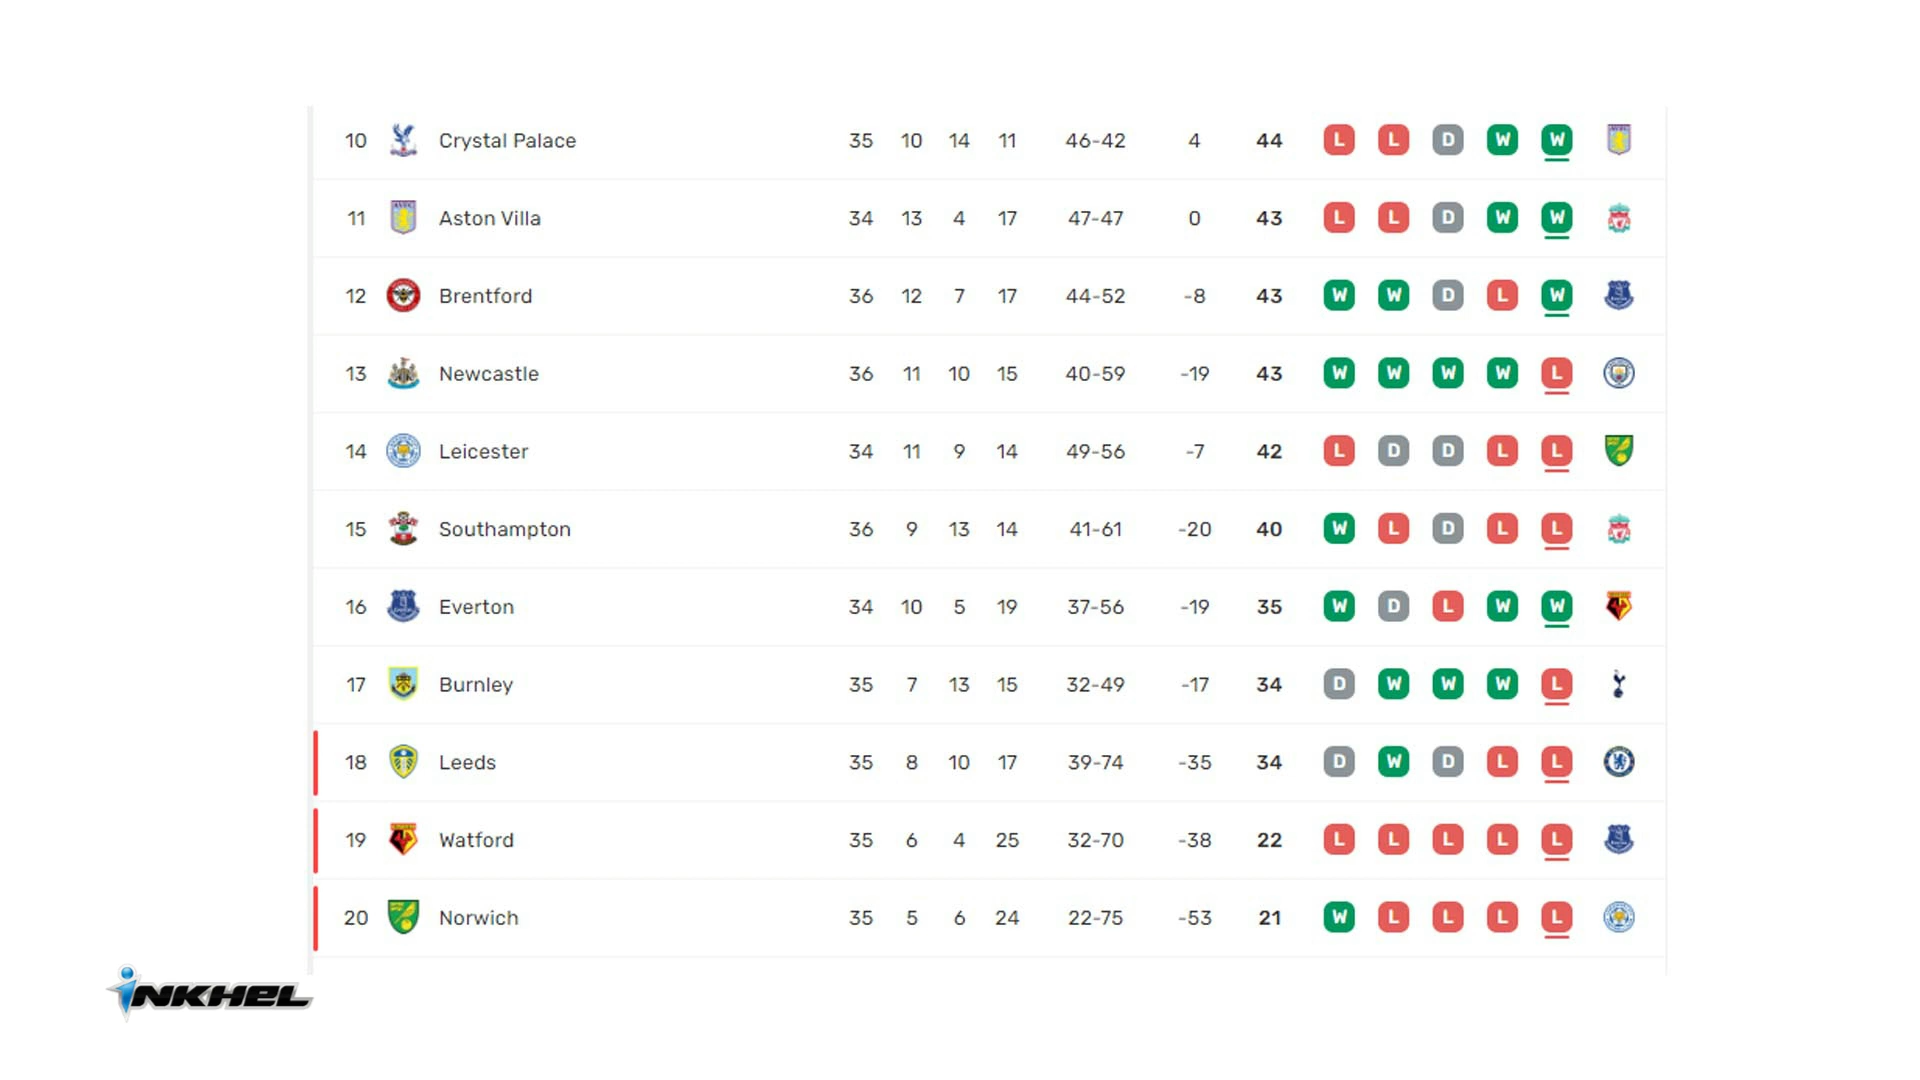 10 Crystal Palace 35 10 14 11 46-42 4 44 L L D W W
11 Aston Villa 34 13 4 17 47-47 0 43 L L D W W
12 Brentford 36 12 7 17 44-52 -8 43 W W D L W
13 Newcastle 36 11 10 15 40-59 -19 43 W W W W L
14 Leicester 34 11 9 14 49-56 -7 42 L D D L L
15 Southampton 36 9 13 14 41-61 -20 40 W L D L L
16 Everton 34 10 5 19 37-56 -19 35 W D L W W
17 Burnley 35 7 13 15 32-49 -17 34 D W W W L
18 Leeds 35 8 10 17 39-74 -35 34 D W D L L
19 Watford 35 6 4 25 32-70 -38 22 L L L L L
20 Norwich 35 5 6 24 22-75 -53 21 W L L L L
iNKHEL